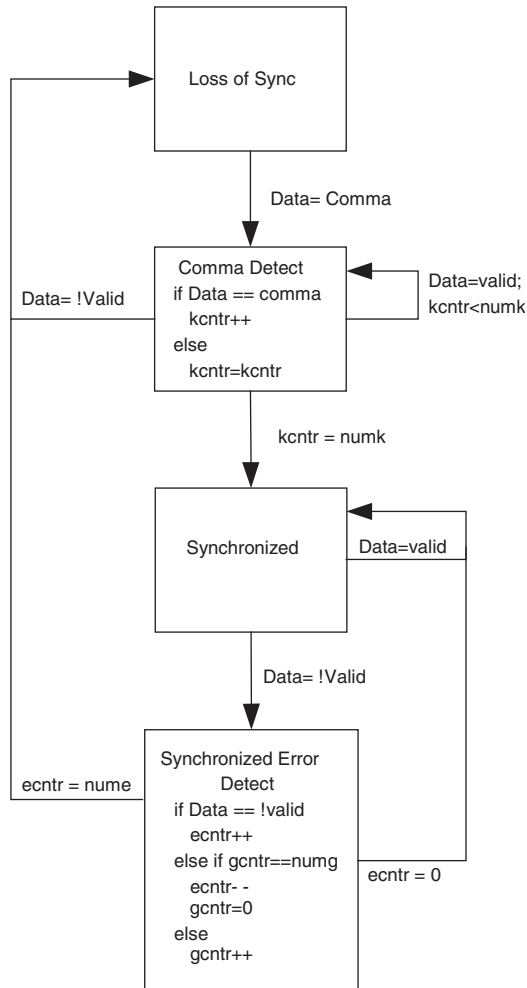 Loss of Sync
Data= Comma
Comma Detect
if Data == comma
kcntr++
else
kcntr=kcntr
Data= !Valid
Data=valid;
kcntr<numk
kcntr = numk
Synchronized
Data=valid
Data= !Valid
Synchronized Error
Detect
if Data == !valid
ecntr++
else if gcntr==numg
ecntr- -
gcntr=0
else
gcntr++
ecntr = nume
ecntr = 0